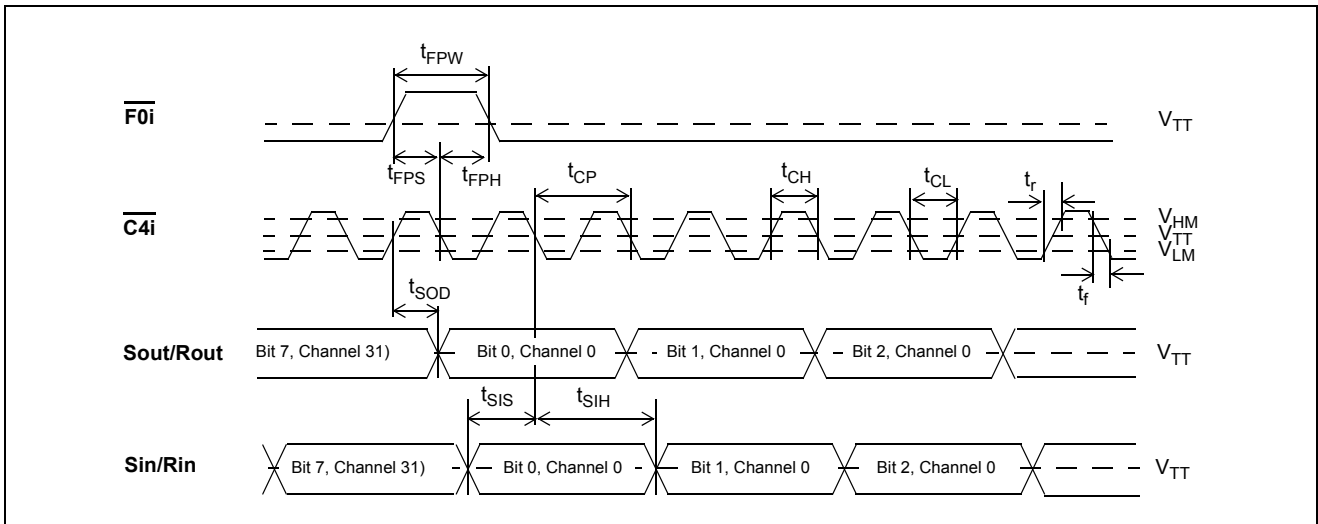 tFPW
F0i
VTT
tFPS
tFPH
tCP
tCH
tCL
tr
C4i
VHM
VTT
VLM
tf
tSOD
Sout/Rout
Bit 7, Channel 31)
Bit 0, Channel 0
Bit 1, Channel 0
Bit 2, Channel 0
VTT
tSIS
tSIH
Sin/Rin
Bit 7, Channel 31)
Bit 0, Channel 0
Bit 1, Channel 0
Bit 2, Channel 0
VTT